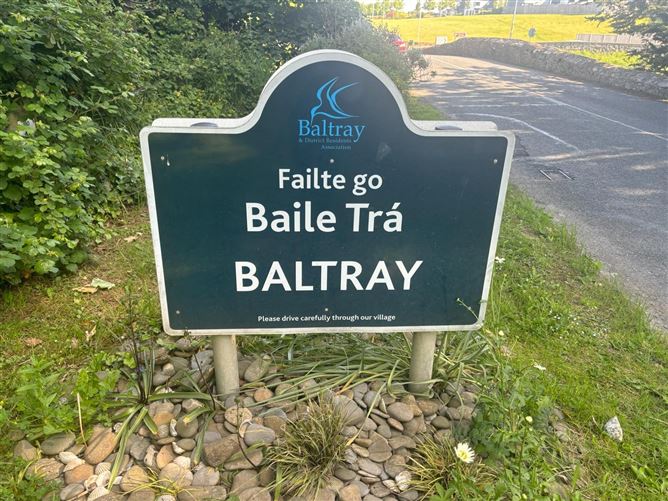 Baltray
& District Residents
Association
Failte go
Baile Trá
BALTRAY
Please drive carefully through our village